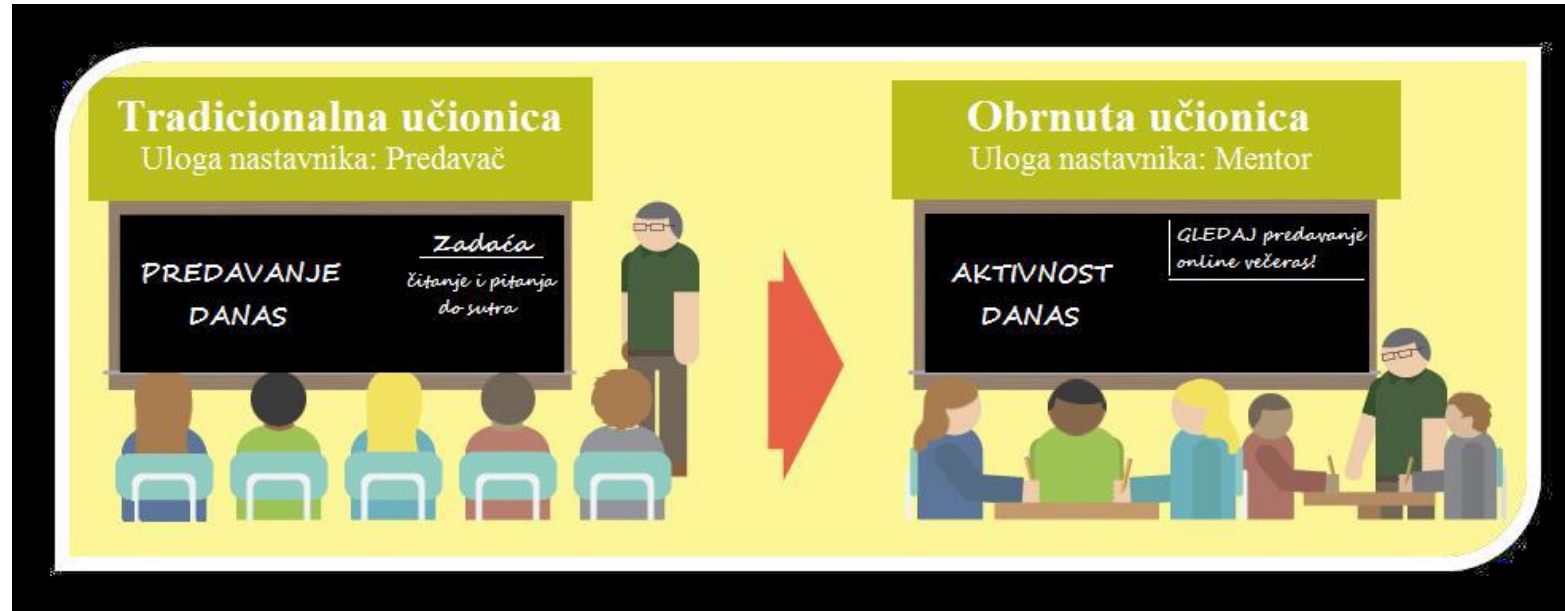 Tradicionalna učionica
Uloga nastavnika: Predavač
PREDAVANJE
DANAS
Zadaća
čitanje i pitanja
do sutra
Obrnuta učionica
Uloga nastavnika: Mentor
AKTIVNOST
DANAS
GLEDAJ predavanje
online večeras!